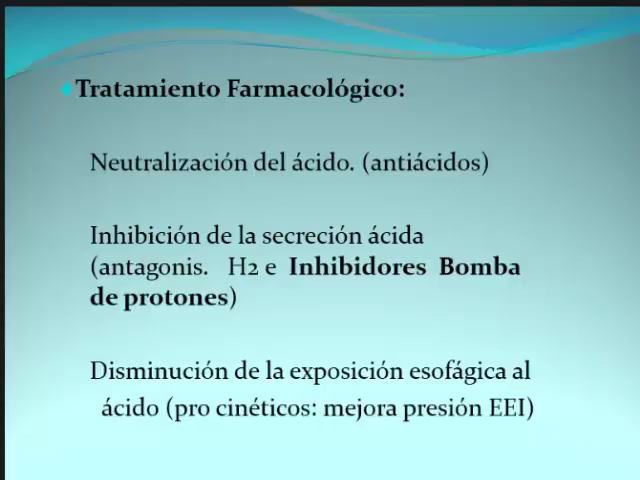 Tratamiento Farmacológico:
Neutralización del ácido. (antiácidos)
Inhibición de la secreción ácida
(antagonis. H2 e Inhibidores Bomba
de protones)
Disminución de la exposición esofágica al
ácido (pro cinéticos: mejora presión EEI)